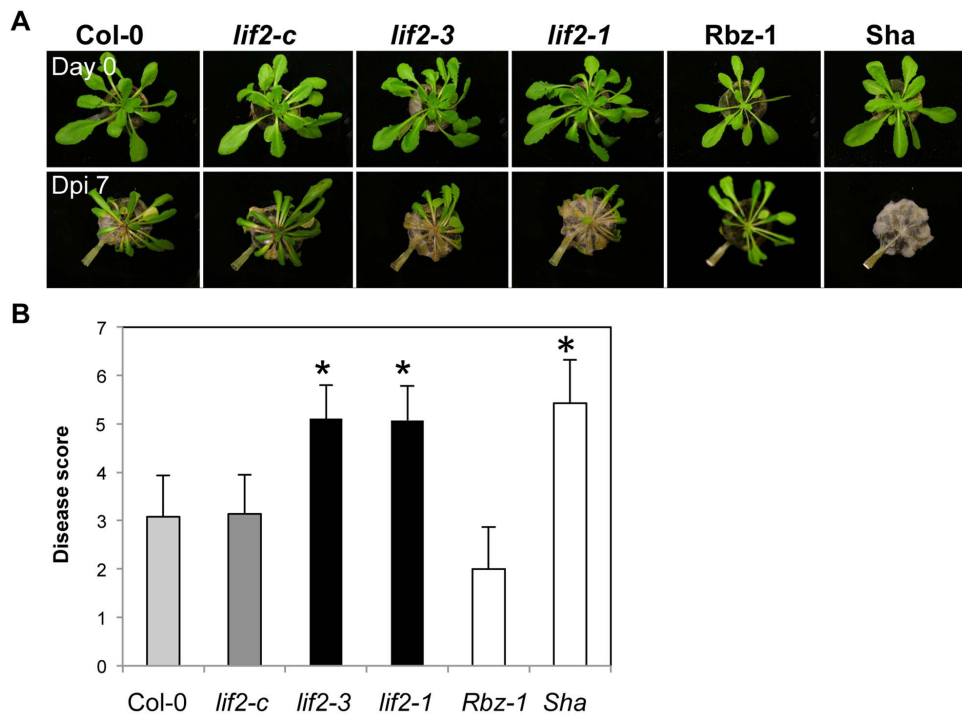 A
Col-0 lif2-c lif2-3 lif2-1 Rbz-1 Sha
Day 0
Dpi 7
B
7
6
5
4
3
2
1
0
Disease score
* * *
Col-0 lif2-c lif2-3 lif2-1 Rbz-1 Sha